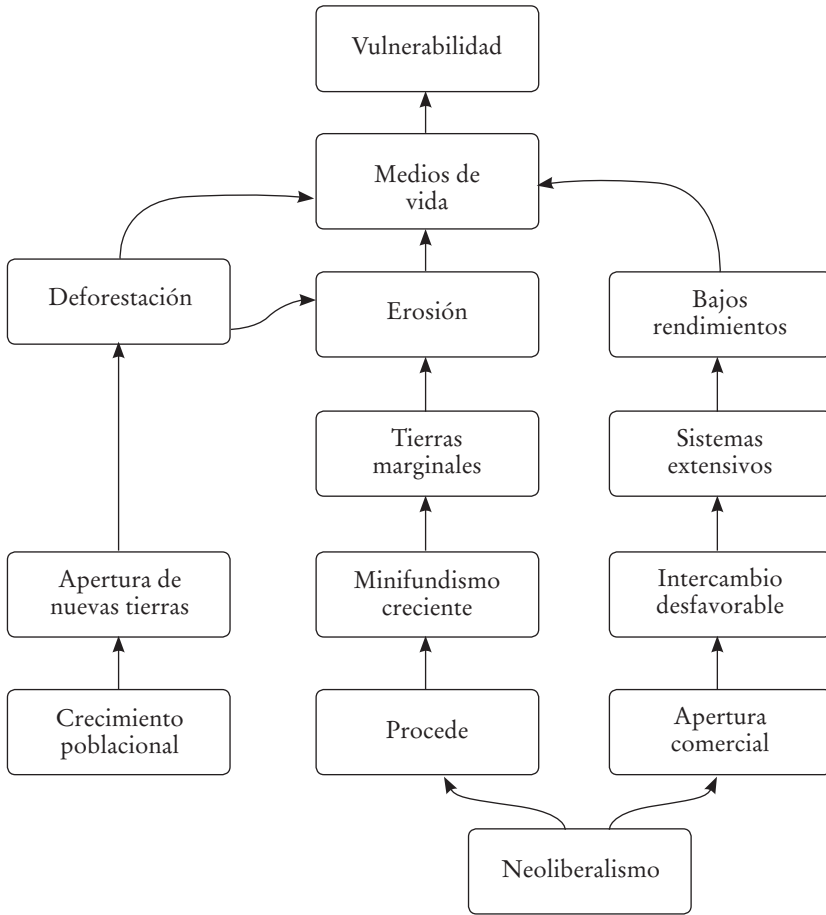 Vulnerabilidad
Medios de
vida
Deforestación
Erosión
Bajos
rendimientos
Tierras
marginales
Sistemas
extensivos
Apertura de
nuevas tierras
Minifundismo
creciente
Intercambio
desfavorable
Crecimiento
poblacional
Procede
Apertura
comercial
Neoliberalismo